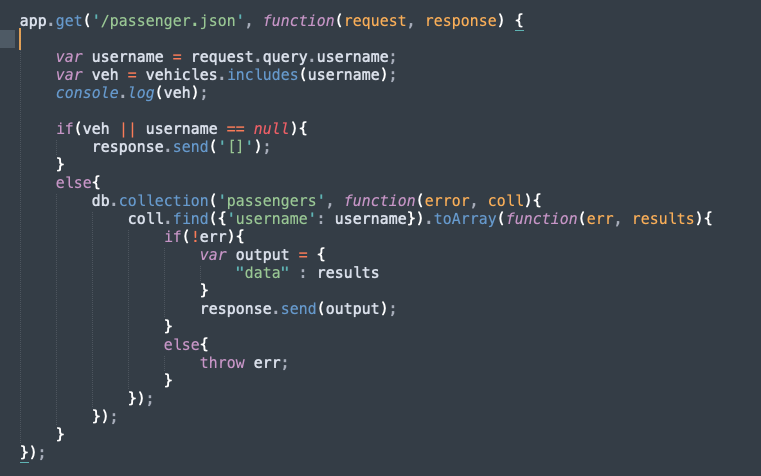 app.get('/passenger.json', function(request, response) {
var username = request.query.username;
var veh = vehicles.includes(username);
console.log(veh);
if(veh || username == null){
response.send('[]');
}
else{
db.collection('passengers', function(error, coll){
coll.find({'username': username}).toArray(function(err, results){
if(!err){
var output = {
"data" : results
}
response.send(output);
}
else{
throw err;
}
});
});
}
});